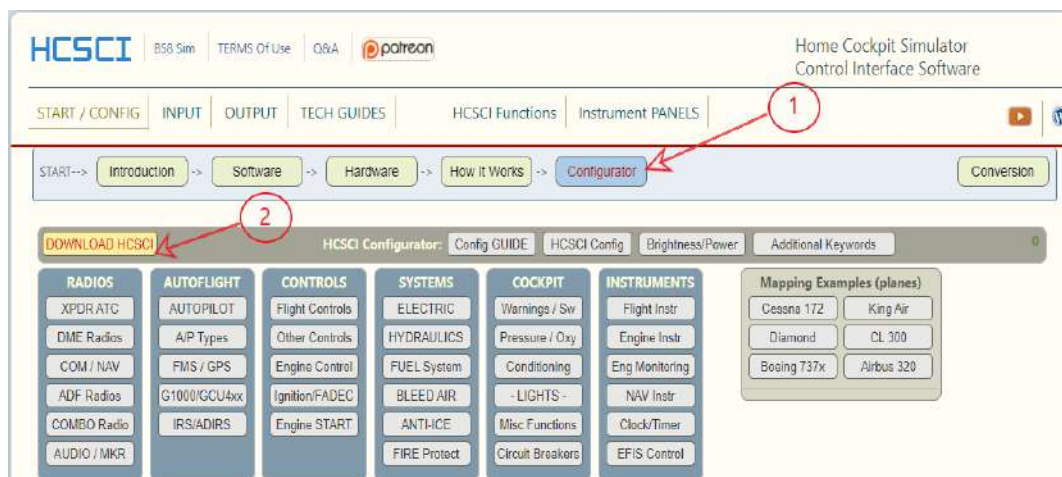 HCSCI BSB Sim TERMS Of Use Q&A patreon
Home Cockpit Simulator
Control Interface Software
START / CONFIG INPUT OUTPUT TECH GUIDES HCSCI Functions Instrument PANELS
1
START--> Introduction -> Software -> Hardware -> How It Works -> Configurator Conversion
2
DOWNLOAD HCSCI HCSCI Configurator: Config GUIDE HCSCI Config Brightness/Power Additional Keywords 0
RADIOS AUTOFLIGHT CONTROLS SYSTEMS COCKPIT INSTRUMENTS Mapping Examples (planes)
XPDR ATC AUTOPILOT Flight Controls ELECTRIC Warnings / Sw Flight Instr Cessna 172 King Air
DME Radios A/P Types Other Controls HYDRAULICS Pressure / Oxy Engine Instr Diamond CL 300
COM / NAV FMS / GPS Engine Control FUEL System Conditioning Eng Monitoring Boeing 737x Airbus 320
ADF Radios G1000/GCU4xx Ignition/FADEC BLEED AIR - LIGHTS - NAV Instr
COMBO Radio IRS/ADIRS Engine START ANTI-ICE Misc Functions Clock/Timer
AUDIO / MKR FIRE Protect Circuit Breakers EFIS Control